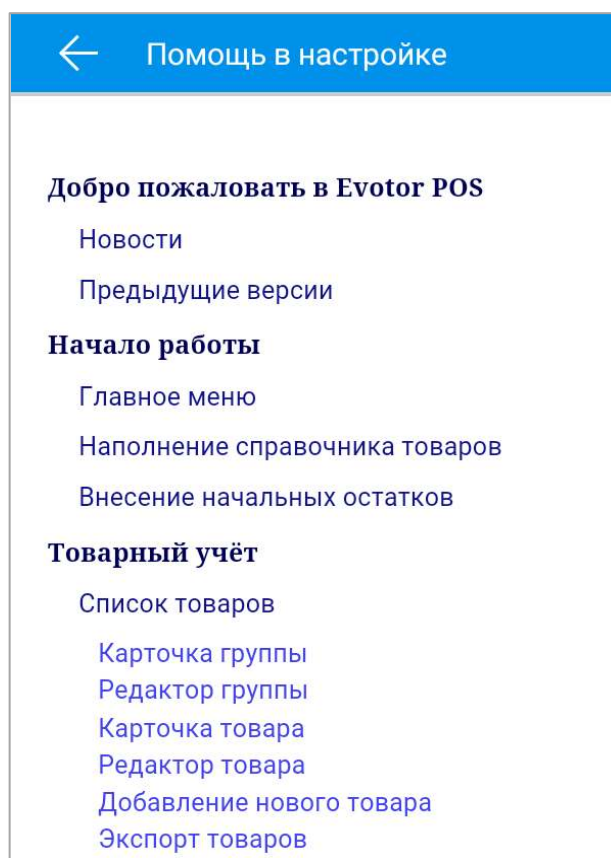 Помощь в настройке
Добро пожаловать в Evotor POS
Новости
Предыдущие версии
Начало работы
Главное меню
Наполнение справочника товаров
Внесение начальных остатков
Товарный учёт
Список товаров
Карточка группы
Редактор группы
Карточка товара
Редактор товара
Добавление нового товара
Экспорт товаров